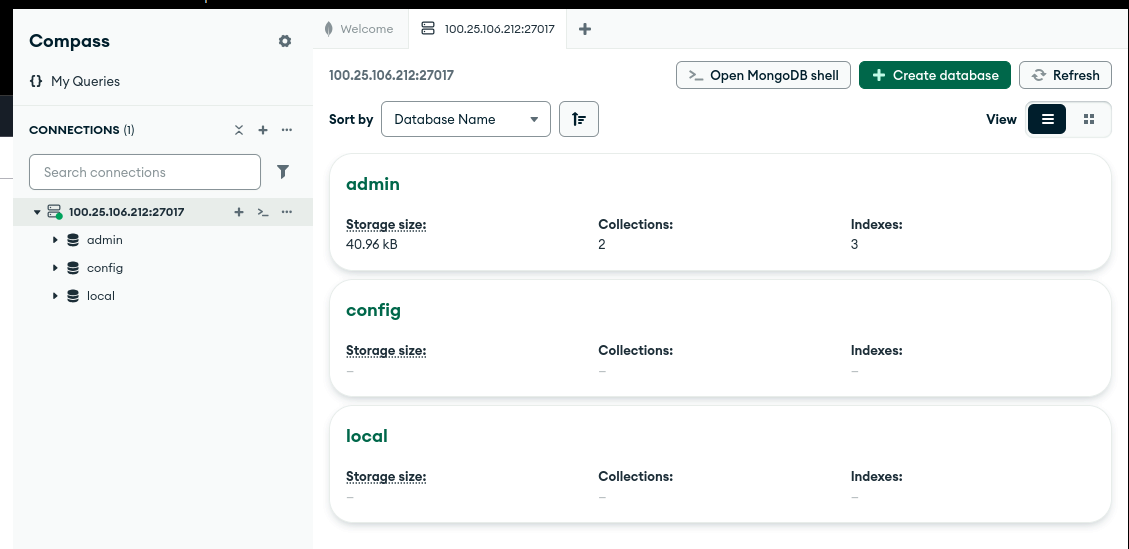 Compass
{} My Queries
CONNECTIONS (1)
Search connections
100.25.106.212:27017
admin
config
local
Welcome
100.25.106.212:27017
100.25.106.212:27017
>_ Open MongoDB shell
Create database
Refresh
Sort by
Database Name
View
admin
Storage size: Collections: Indexes:
40.96 kB 2 3
config
Storage size: Collections: Indexes:
– – –
local
Storage size: Collections: Indexes:
– – –